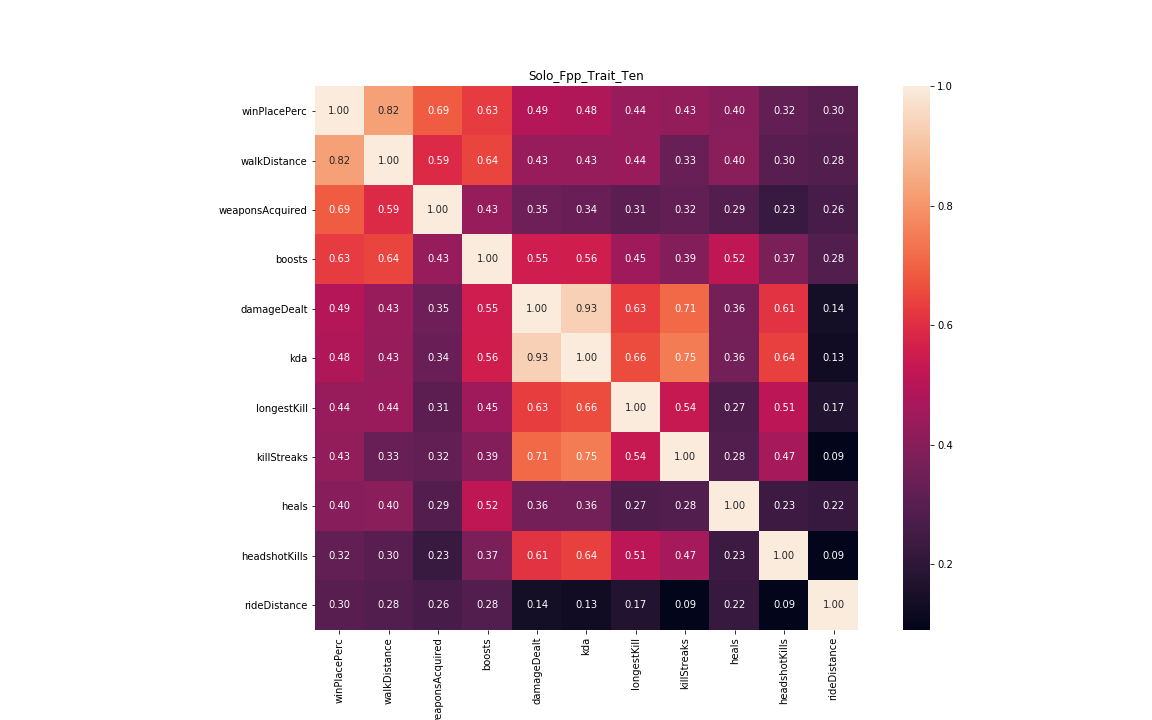 Solo_Fpp_Trait_Ten
winPlacePerc 1.00 0.82 0.69 0.63 0.49 0.48 0.44 0.43 0.40 0.32 0.30
walkDistance 0.82 1.00 0.59 0.64 0.43 0.43 0.44 0.33 0.40 0.30 0.28
weaponsAcquired 0.69 0.59 1.00 0.43 0.35 0.34 0.31 0.32 0.29 0.23 0.26
boosts 0.63 0.64 0.43 1.00 0.55 0.56 0.45 0.39 0.52 0.37 0.28
damageDealt 0.49 0.43 0.35 0.55 1.00 0.93 0.63 0.71 0.36 0.61 0.14
kda 0.48 0.43 0.34 0.56 0.93 1.00 0.66 0.75 0.36 0.64 0.13
longestKill 0.44 0.44 0.31 0.45 0.63 0.66 1.00 0.54 0.27 0.51 0.17
killStreaks 0.43 0.33 0.32 0.39 0.71 0.75 0.54 1.00 0.28 0.47 0.09
heals 0.40 0.40 0.29 0.52 0.36 0.36 0.27 0.28 1.00 0.23 0.22
headshotKills 0.32 0.30 0.23 0.37 0.61 0.64 0.51 0.47 0.23 1.00 0.09
rideDistance 0.30 0.28 0.26 0.28 0.14 0.13 0.17 0.09 0.22 0.09 1.00
winPlacePerc
walkDistance
eaponsAcquired
boosts
damageDealt
kda
longestKill
killStreaks
heals
headshotKills
rideDistance
1.0
0.8
0.6
0.4
0.2